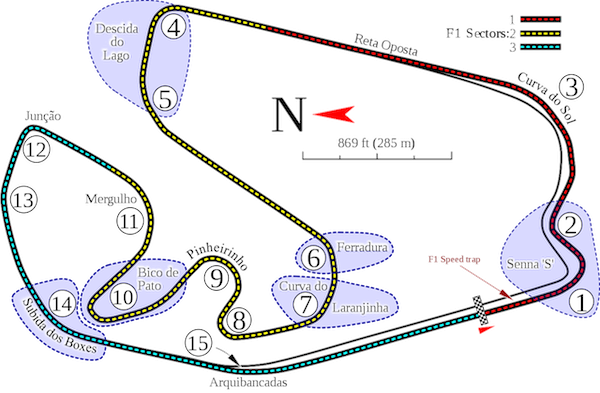 Descida
do
Lago
4
5
Reta Oposta
1
F1 Sectors: 2
3
3
Curva do Sol
N
869 ft (285 m)
Junção
12
13
Mergulho
11
Pinheirinho
Bico de
Pato
10
9
8
6
Ferradura
Curva do
7
Laranjinha
2
Senna 'S'
1
F1 Speed trap
14
Subida dos Boxes
15
Arquibancadas